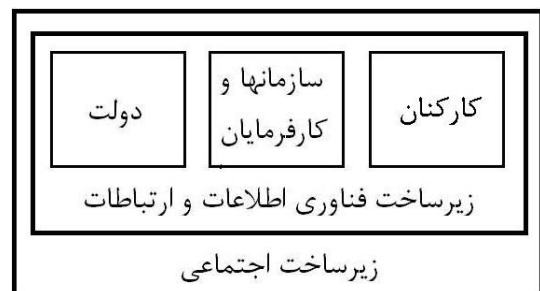 کارکنان
سازمانها و
کارفرمایان
دولت
زیرساخت فناوری اطلاعات و ارتباطات
زیرساخت اجتماعی